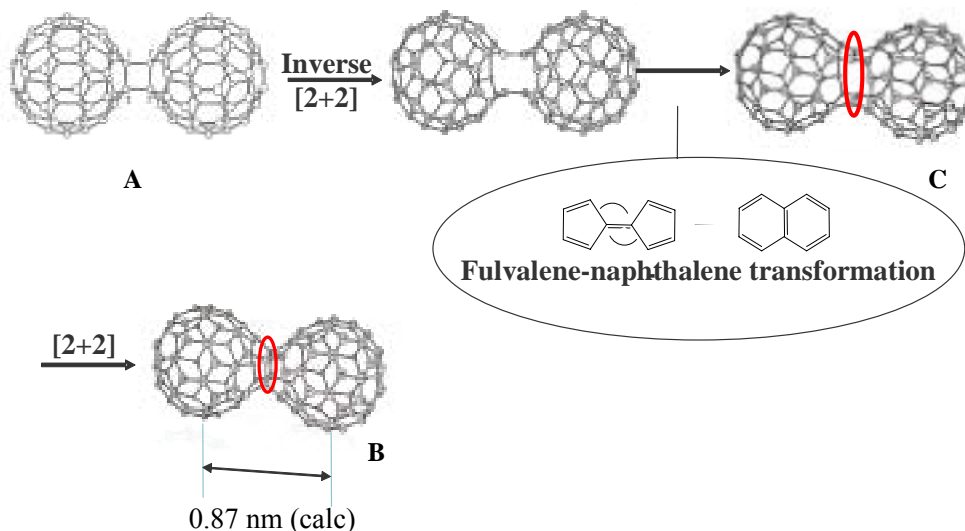 Inverse
[2+2]
A
C
Fulvalene-naphthalene transformation
[2+2]
B
0.87 nm (calc)